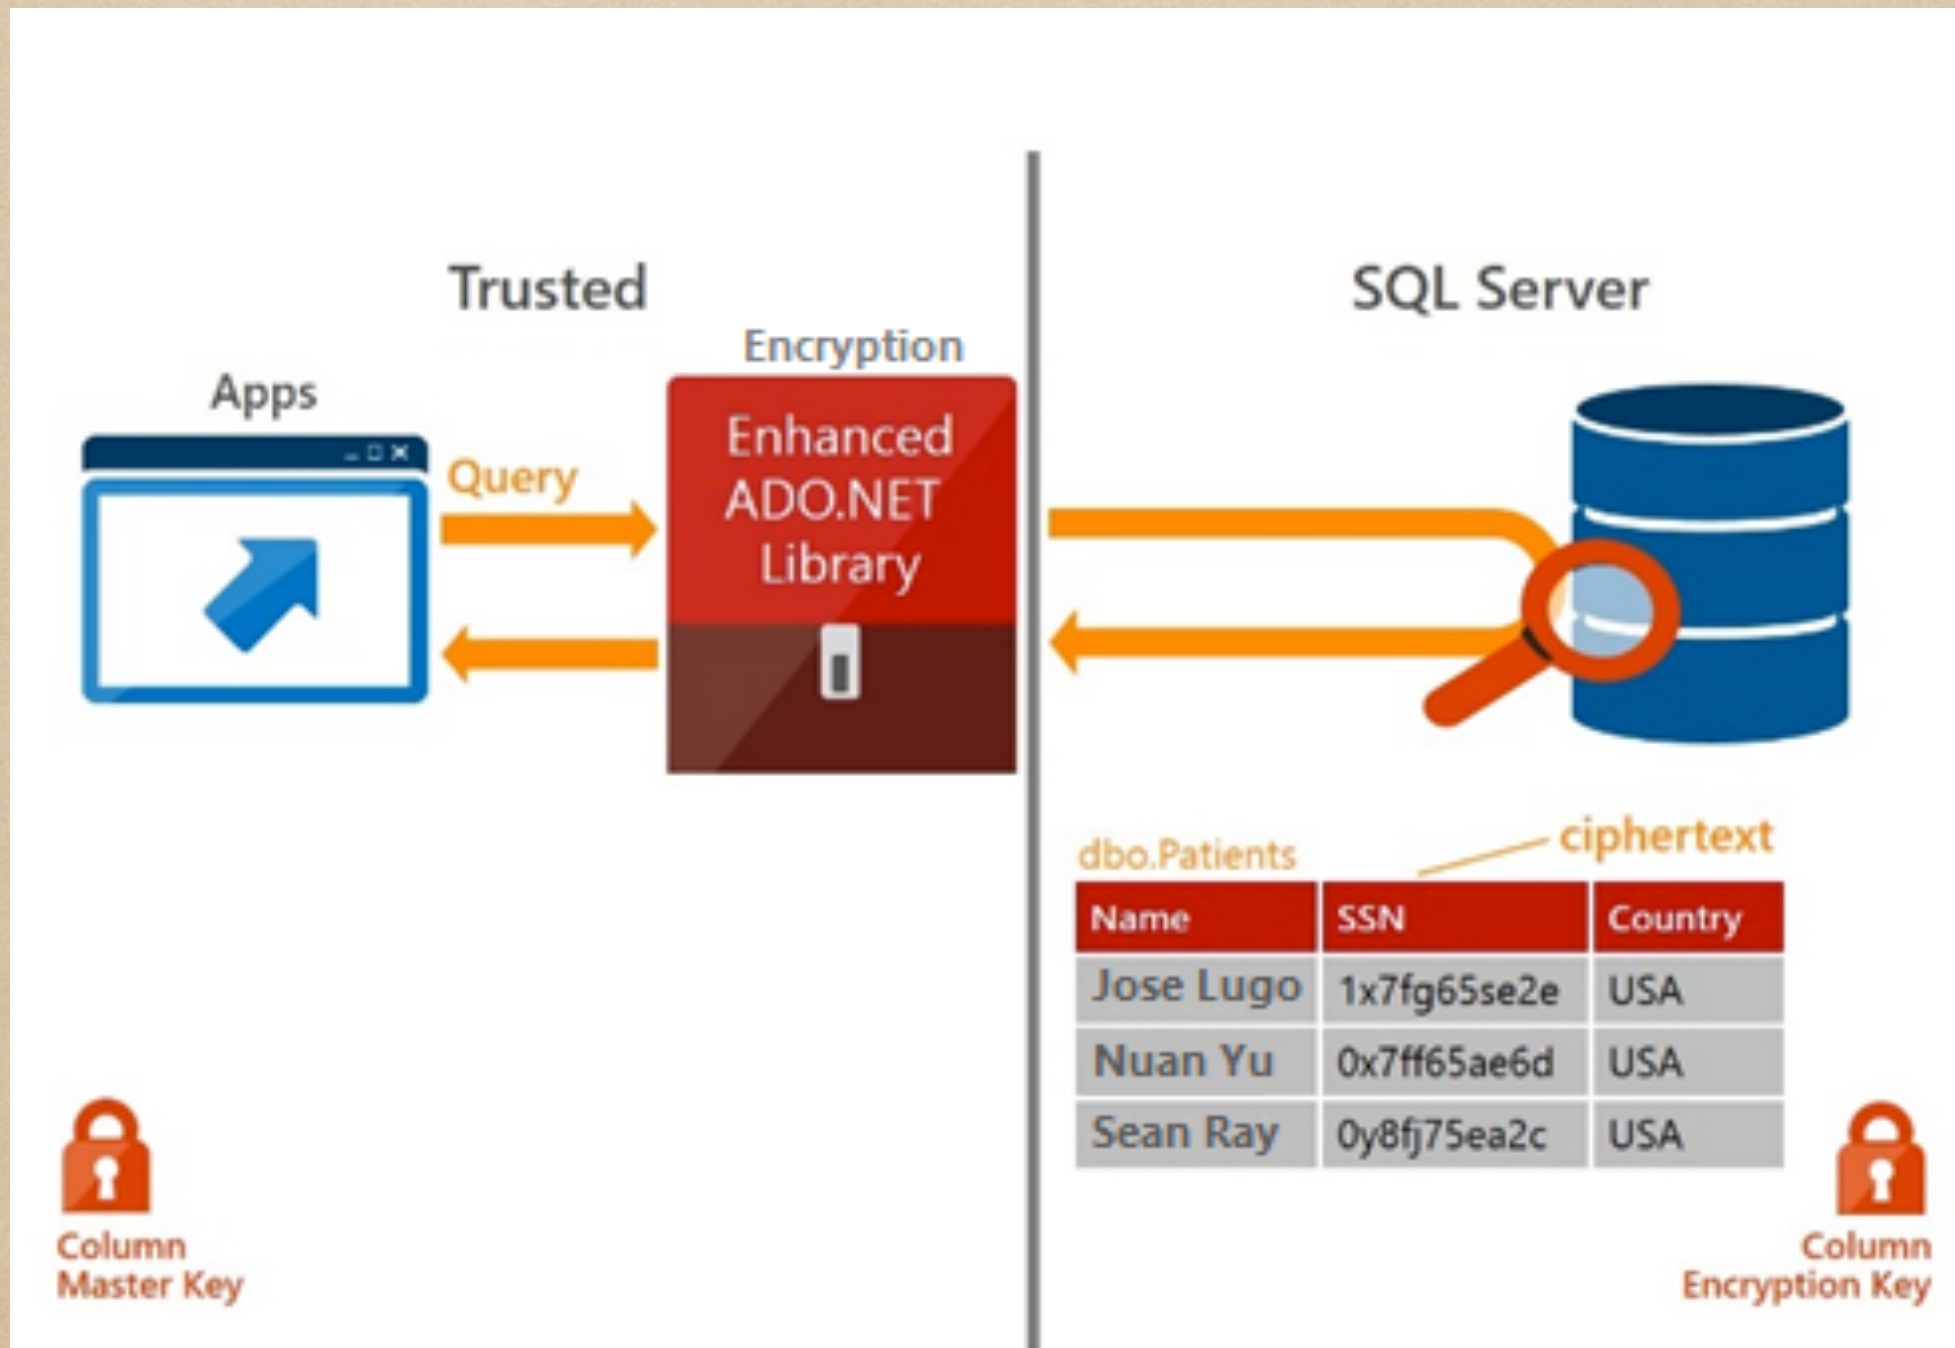 Trusted
SQL Server
Encryption
Apps
Query
Enhanced
ADO.NET
Library
ciphertext
dbo.Patients
Name SSN Country
Jose Lugo 1x7fg65se2e USA
Nuan Yu 0x7ff65ae6d USA
Sean Ray 0y8fj75ea2c USA
Column
Master Key
Column
Encryption Key